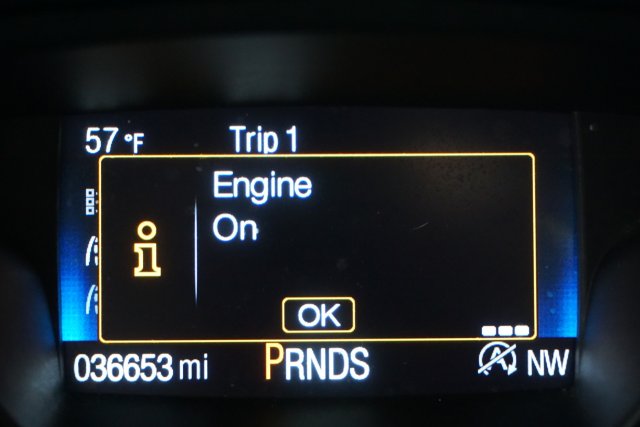 57 °F Trip 1
Engine
On
i
OK
036653 mi PRNDS A NW